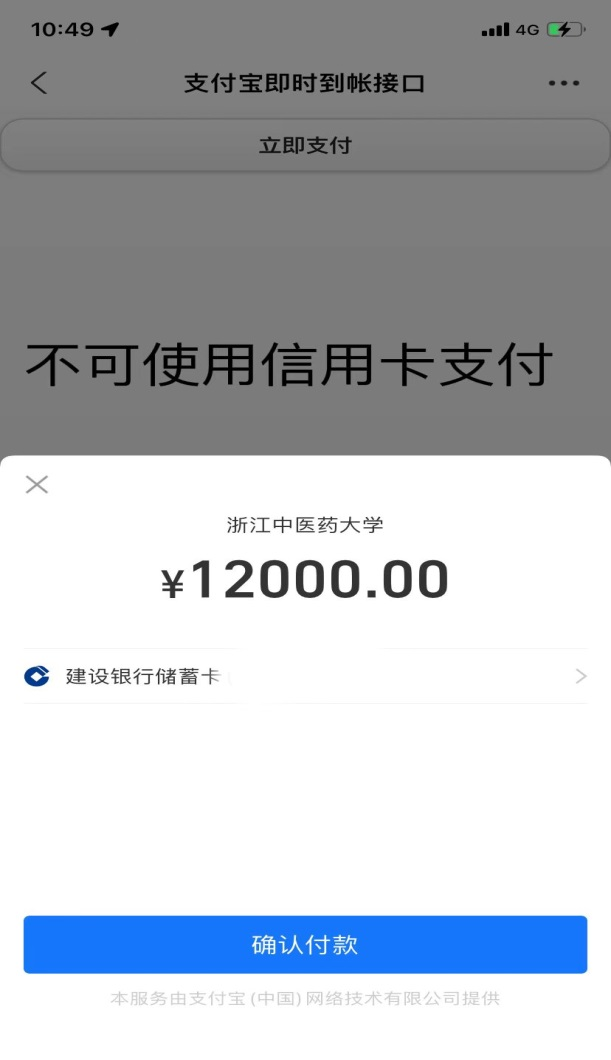 10:49
4G
支付宝即时到帐接口
立即支付
不可使用信用卡支付
浙江中医药大学
¥12000.00
建设银行储蓄卡
确认付款
本服务由支付宝(中国)网络技术有限公司提供